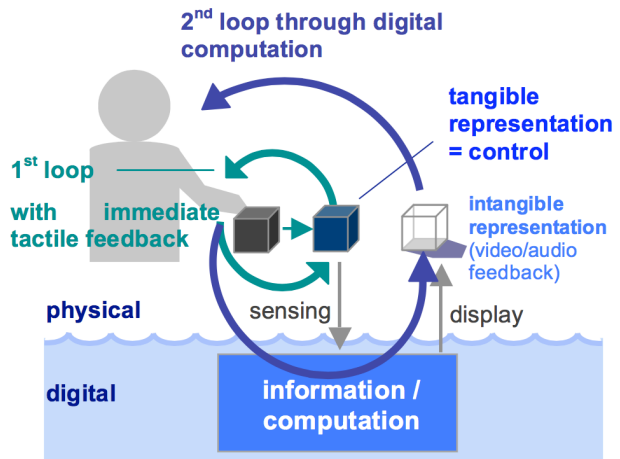 2nd loop through digital
computation
tangible
representation
= control
1st loop
with immediate
tactile feedback
intangible
representation
(video/audio
feedback)
physical
sensing
display
digital
information /
computation